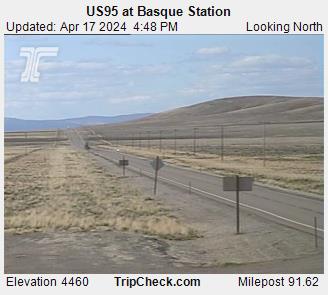 US95 at Basque Station
Updated: Apr 17 2024 4:48 PM Looking North
Elevation 4460 TripCheck.com Milepost 91.62